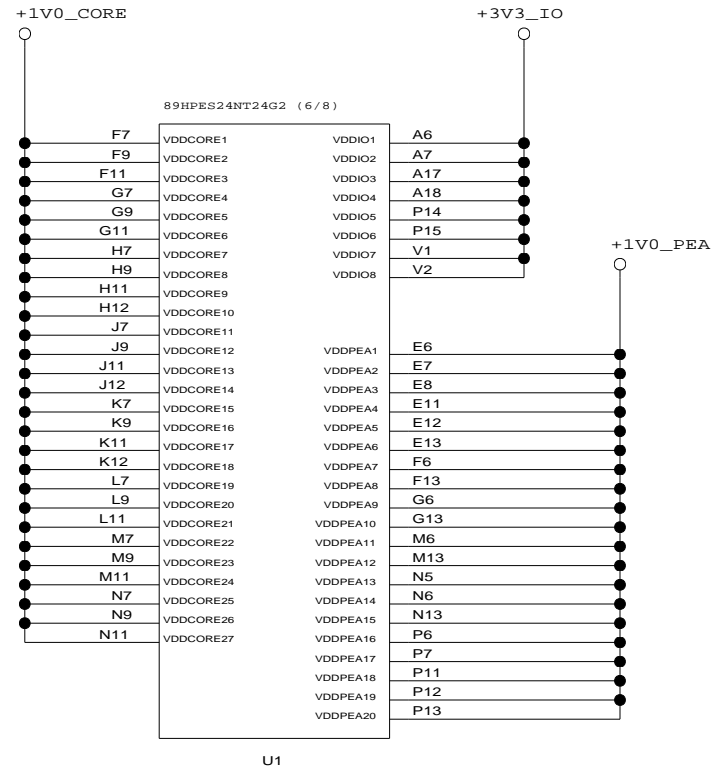 +1V0_CORE
+3V3_IO
89HPES24NT24G2 (6/8)
F7 VDDCORE1 VDDIO1 A6
F9 VDDCORE2 VDDIO2 A7
F11 VDDCORE3 VDDIO3 A17
G7 VDDCORE4 VDDIO4 A18
G9 VDDCORE5 VDDIO5 P14
G11 VDDCORE6 VDDIO6 P15
+1V0_PEA
H7 VDDCORE7 VDDIO7 V1
H9 VDDCORE8 VDDIO8 V2
H11 VDDCORE9
H12 VDDCORE10
J7 VDDCORE11
J9 VDDCORE12 VDDPEA1 E6
J11 VDDCORE13 VDDPEA2 E7
J12 VDDCORE14 VDDPEA3 E8
K7 VDDCORE15 VDDPEA4 E11
K9 VDDCORE16 VDDPEA5 E12
K11 VDDCORE17 VDDPEA6 E13
K12 VDDCORE18 VDDPEA7 F6
L7 VDDCORE19 VDDPEA8 F13
L9 VDDCORE20 VDDPEA9 G6
L11 VDDCORE21 VDDPEA10 G13
M7 VDDCORE22 VDDPEA11 M6
M9 VDDCORE23 VDDPEA12 M13
M11 VDDCORE24 VDDPEA13 N5
N7 VDDCORE25 VDDPEA14 N6
N9 VDDCORE26 VDDPEA15 N13
N11 VDDCORE27 VDDPEA16 P6
VDDPEA17 P7
VDDPEA18 P11
VDDPEA19 P12
VDDPEA20 P13
U1